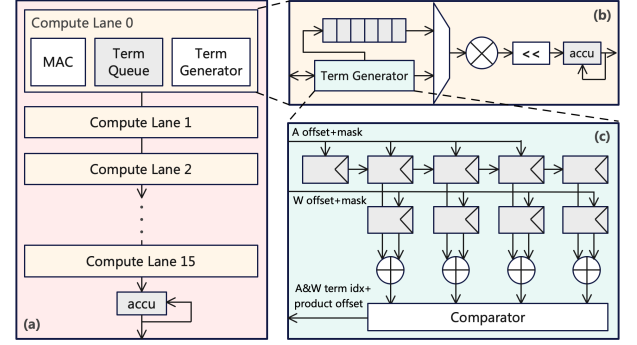 Compute Lane 0
MAC
Term
Queue
Term
Generator
Compute Lane 1
Compute Lane 2
Compute Lane 15
accu
(a)
(b)
Term Generator
<<
accu
(c)
A offset+mask
W offset+mask
A&W term idx+
product offset
Comparator